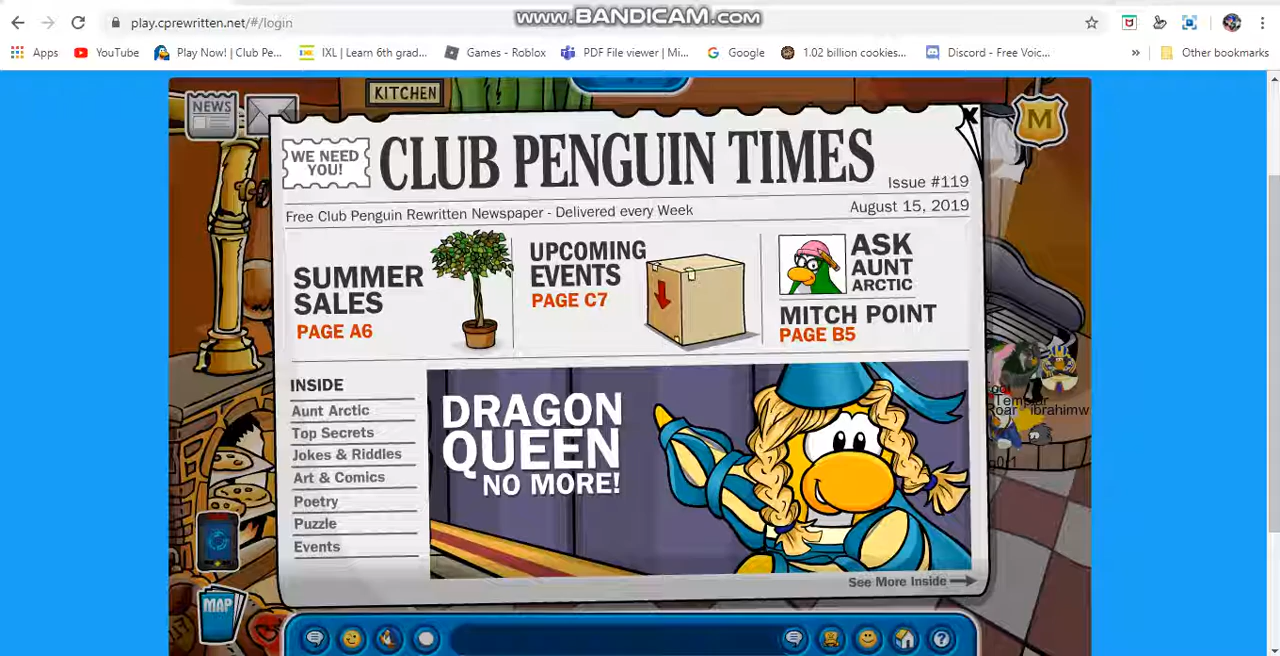 www.BANDICAM.com
play.cprewritten.net/#/login
Apps
YouTube
Play Now! | Club Pe...
IXL | Learn 6th grad...
Games - Roblox
PDF File viewer | Mi...
Google
1.02 billion cookies...
Discord - Free Voic...
»
Other bookmarks
KITCHEN
NEWS
M
X
WE NEED
YOU!
CLUB PENGUIN TIMES
Issue #119
Free Club Penguin Rewritten Newspaper - Delivered every Week
August 15, 2019
SUMMER
SALES
PAGE A6
UPCOMING
EVENTS
PAGE C7
ASK
AUNT
ARCTIC
MITCH POINT
PAGE B5
INSIDE
Aunt Arctic
Top Secrets
Jokes & Riddles
Art & Comics
Poetry
Puzzle
Events
DRAGON
QUEEN
NO MORE!
See More Inside
Roar
ibrahimw
MAP
?